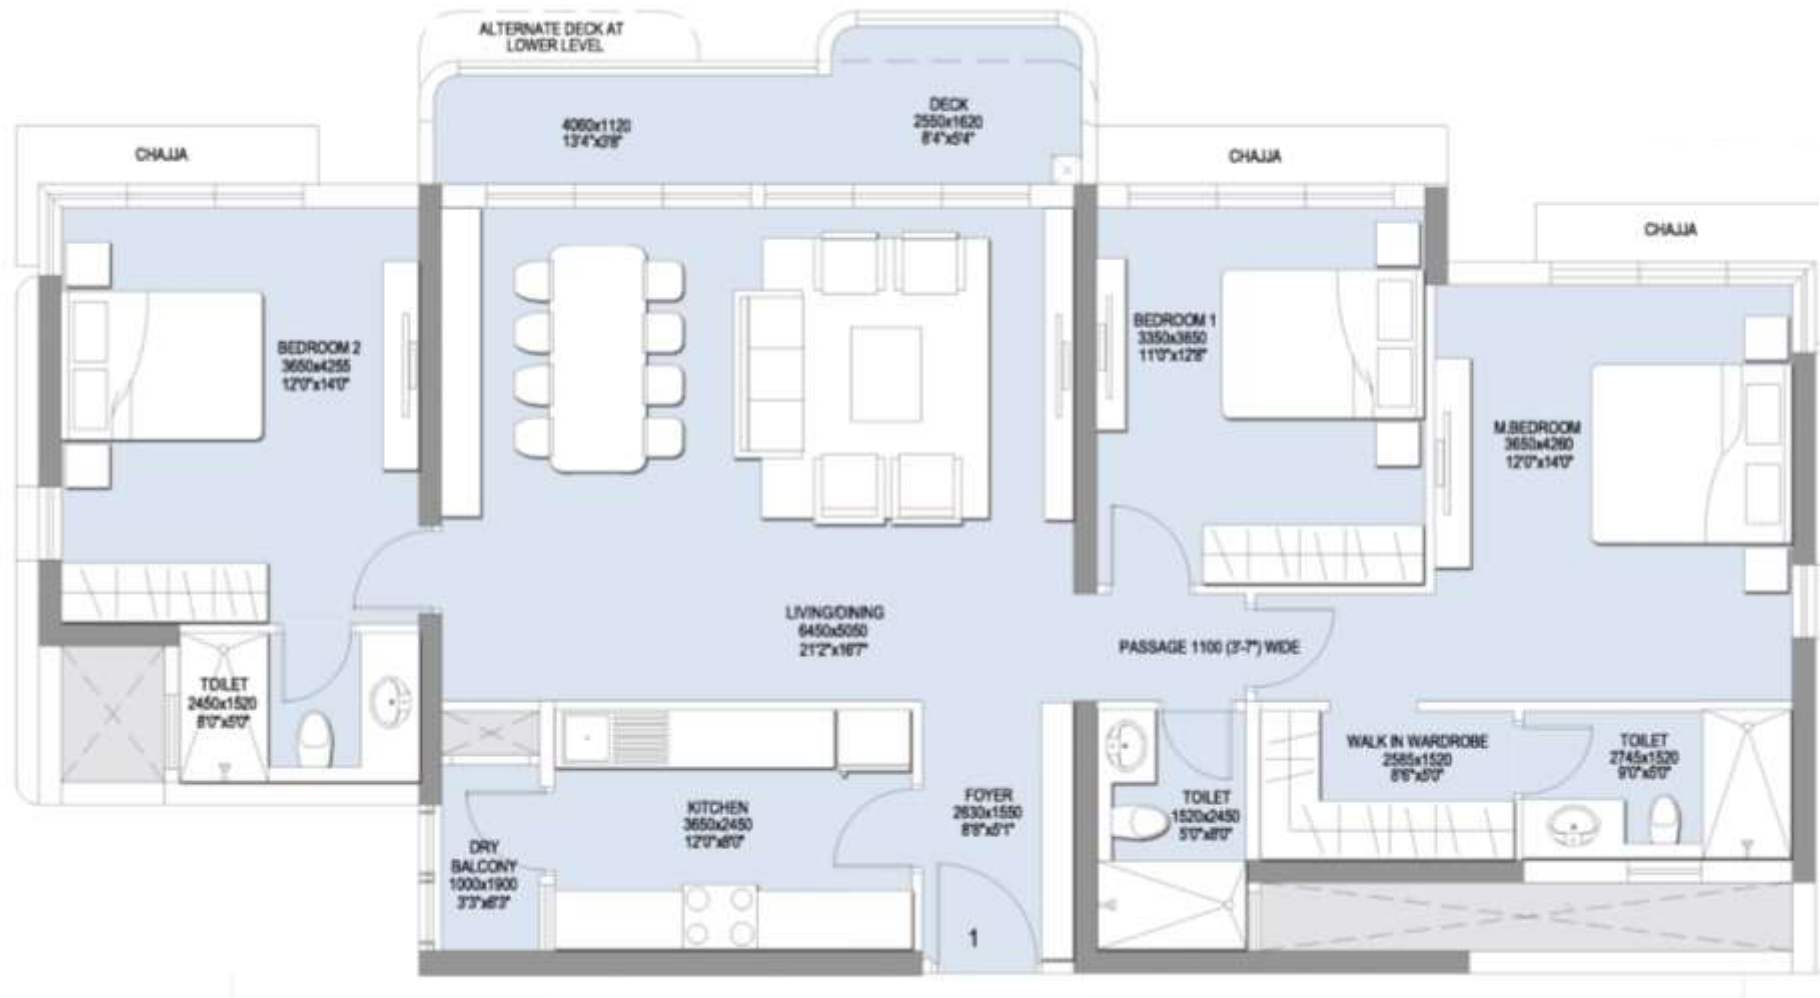 ALTERNATE DECK AT
LOWER LEVEL
DECK
2550x1620
8'4"x5'4"
4060x1120
13'4"x3'8"
CHAJJA
CHAJJA
CHAJJA
BEDROOM 2
3650x4255
12'0"x14'0"
BEDROOM 1
3350x3850
11'0"x12'8"
M.BEDROOM
3650x4260
12'0"x14'0"
LIVING/DINING
6450x5050
21'2"x16'7"
PASSAGE 1100 (3'-7") WIDE
TOILET
2450x1520
8'0"x5'0"
KITCHEN
3650x2450
12'0"x8'0"
DRY
BALCONY
1000x1900
3'3"x6'3"
FOYER
2630x1550
8'8"x5'1"
TOILET
1520x2450
5'0"x8'0"
WALK IN WARDROBE
2585x1520
8'6"x5'0"
TOILET
2745x1520
9'0"x5'0"
1